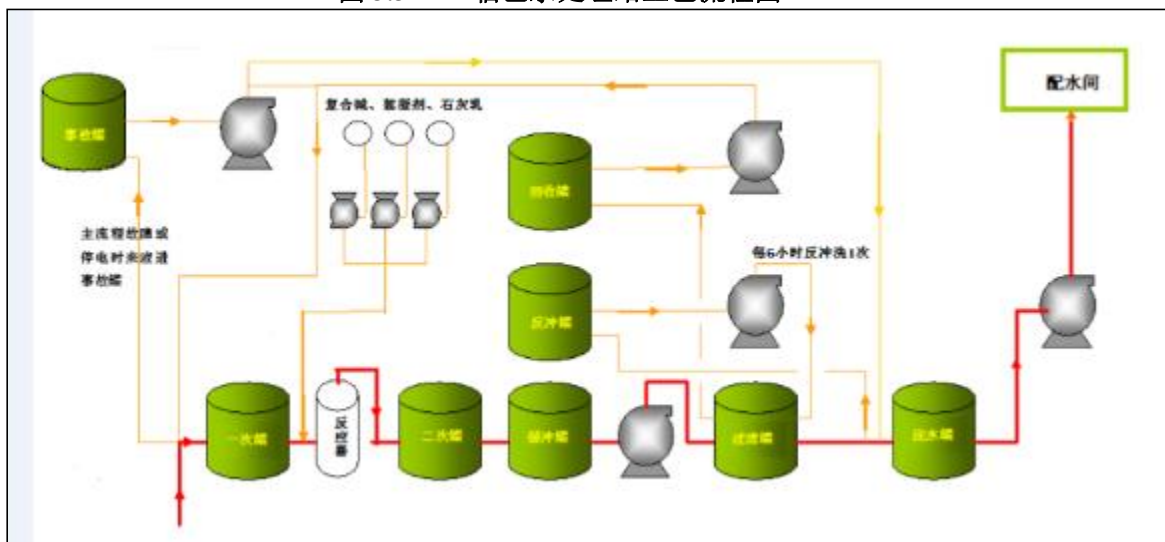 配水间
事故罐
复合碱、氢凝剂、石灰乳
回收罐
主流程故障或
停电时来液进
事故罐
每6小时反冲洗1次
反冲罐
一次罐
反应器
二次罐
缓冲罐
过滤罐